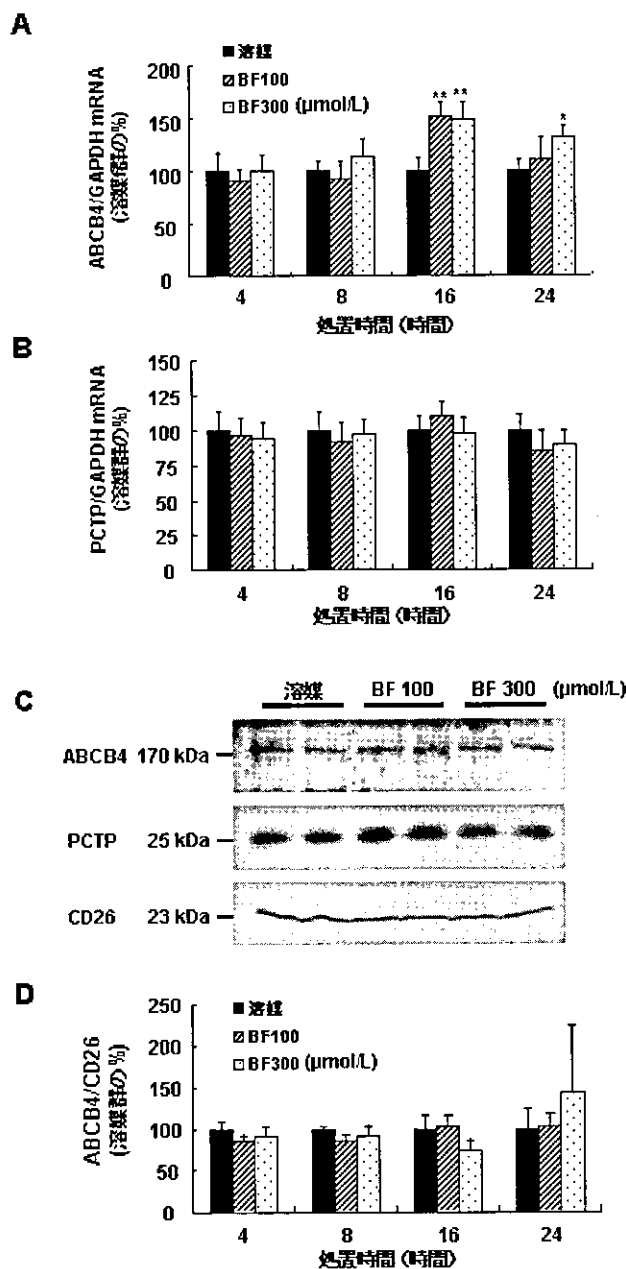 A
溶媒
BF100
BF300 (μmol/L)
ABCB4/GAPDH mRNA
(溶媒群の%)
200
150
100
50
0
** **
*
4 8 16 24
処置時間 (時間)
B
PCTP/GAPDH mRNA
(溶媒群の%)
150
125
100
75
50
25
0
4 8 16 24
処置時間 (時間)
C
溶媒 BF 100 BF 300 (μmol/L)
ABCB4 170 kDa
PCTP 25 kDa
CD26 23 kDa
D
溶媒
BF100
BF300 (μmol/L)
ABCB4/CD26
(溶媒群の%)
250
200
150
100
50
0
4 8 16 24
処置時間 (時間)